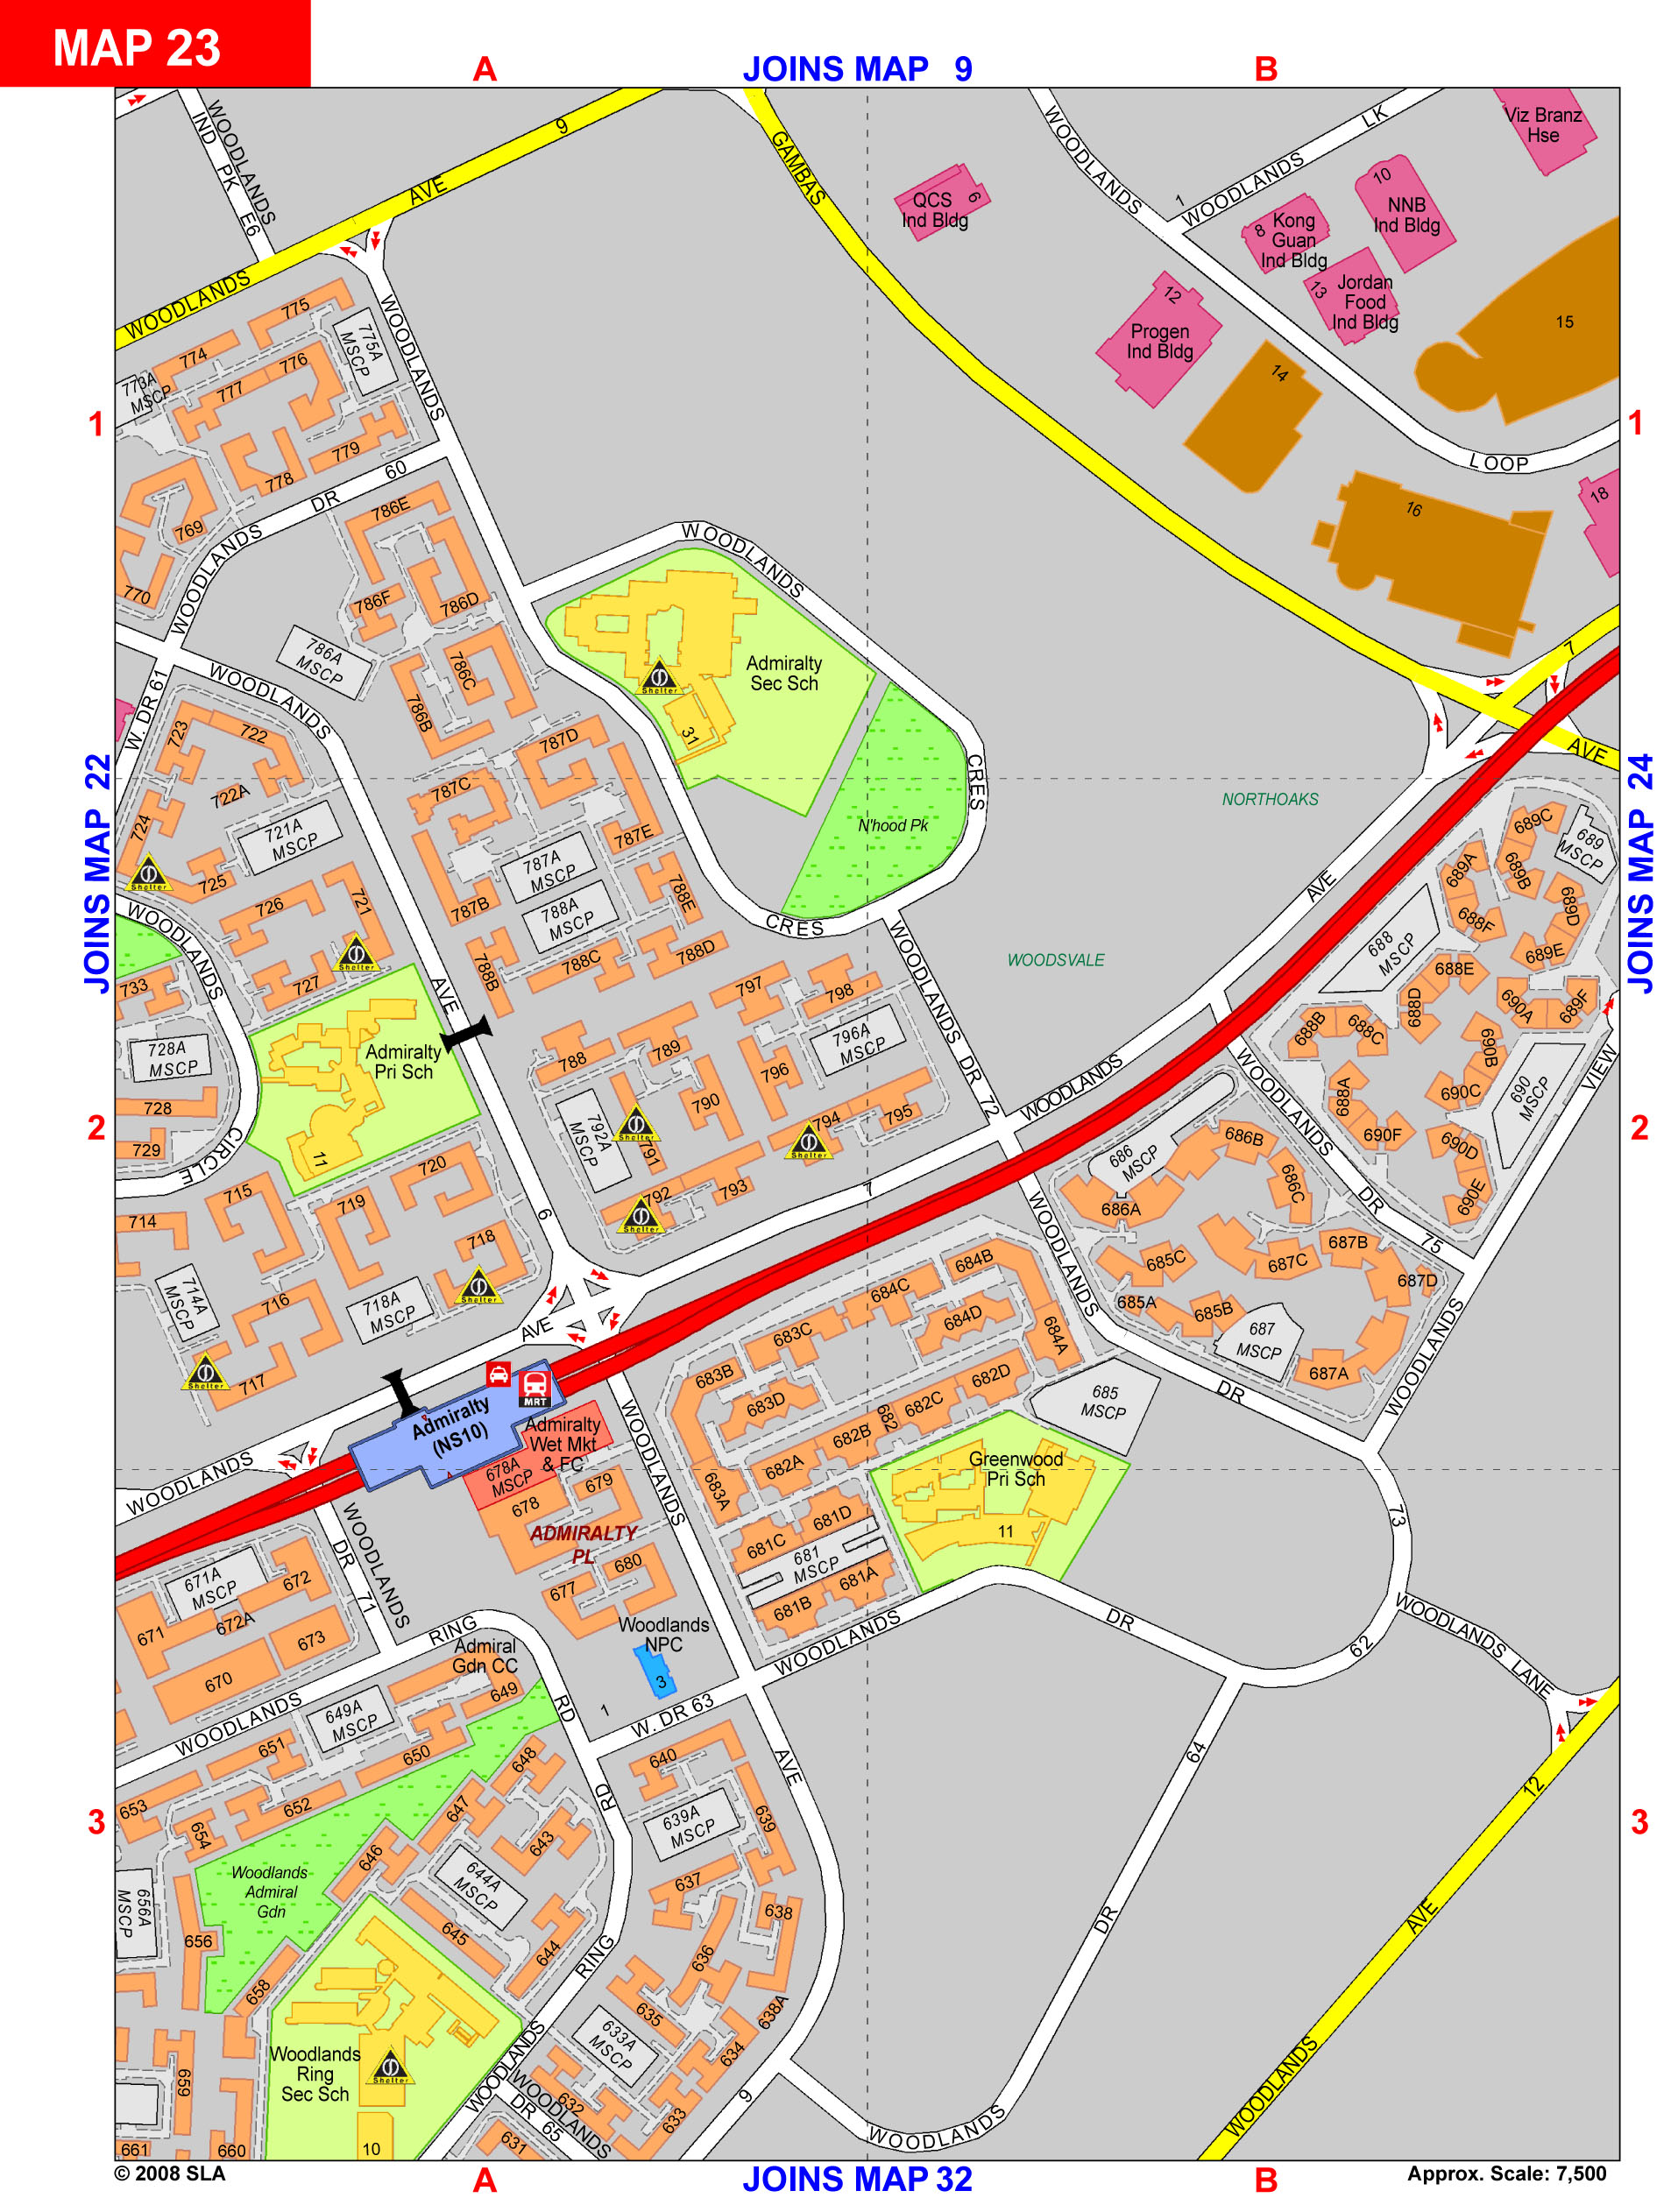 MAP 23
A
JOINS MAP 9
B
WOODLANDS
IND PK E6
WOODLANDS AVE 9
GAMBAS
WOODLANDS
LK
WOODLANDS
1
Viz Branz
Hse
QCS
Ind Bldg
6
8
Kong
Guan
Ind Bldg
10
NNB
Ind Bldg
13
Jordan
Food
Ind Bldg
12
Progen
Ind Bldg
14
15
16
18
LOOP
775
774
775A
MSCP
776
773A
MSCP
777
WOODLANDS
1
1
779
778
769
770
WOODLANDS DR 60
786E
786F
786D
786A
MSCP
786C
786B
WOODLANDS
Admiralty
Sec Sch
Shelter
31
W. DR 61
WOODLANDS
723
722
722A
724
721A
MSCP
Shelter
725
787D
787C
787E
787A
MSCP
787B
788A
MSCP
788E
788B
788C
788D
CRES
CRES
N'hood Pk
7
AVE
NORTHOAKS
WOODSVALE
AVE
JOINS MAP 22
JOINS MAP 24
689C
689
MSCP
689A
689B
688F
689D
688
MSCP
689E
688E
688D
690A
689F
688B
688C
690B
690
MSCP
VIEW
688A
690C
690F
690D
690E
WOODLANDS
726
721
Shelter
727
733
728A
MSCP
AVE
Admiralty
Pri Sch
11
728
729
CIRCLE
797
798
796A
MSCP
788
789
796
792A
MSCP
790
Shelter
791
794
Shelter
795
792
793
Shelter
WOODLANDS DR 72
WOODLANDS
2
2
WOODLANDS
DR
75
686
MSCP
686B
686A
686C
715
714
720
719
718
Shelter
714A
MSCP
716
718A
MSCP
717
Shelter
6
7
AVE
WOODLANDS
685C
687B
687C
687D
685A
685B
687
MSCP
687A
WOODLANDS
DR
684B
684C
684D
684A
683C
683B
683D
682D
682C
682
682B
682A
683A
685
MSCP
WOODLANDS
MRT
Admiralty
(NS10)
Admiralty
Wet Mkt
& FC
678A
MSCP
678
679
WOODLANDS
WOODLANDS
Greenwood
Pri Sch
11
681D
681C
681
MSCP
681A
681B
ADMIRALTY
PL
680
677
73
WOODLANDS
DR 71
671A
MSCP
672
672A
671
673
670
RING
Admiral
Gdn CC
Woodlands
NPC
3
1
WOODLANDS
DR
62
WOODLANDS LANE
WOODLANDS
649A
MSCP
649
RD
W. DR 63
651
650
648
653
652
654
647
643
646
RD
640
AVE
639A
MSCP
639
64
12
3
3
Woodlands
Admiral
Gdn
656A
MSCP
656
644A
MSCP
645
644
637
638
636
658
RING
635
638A
DR
AVE
Woodlands
Ring
Sec Sch
Shelter
10
659
633A
MSCP
634
WOODLANDS
WOODLANDS
DR 65
632
633
631
9
WOODLANDS
WOODLANDS
661
660
© 2008 SLA
A
JOINS MAP 32
B
Approx. Scale: 7,500